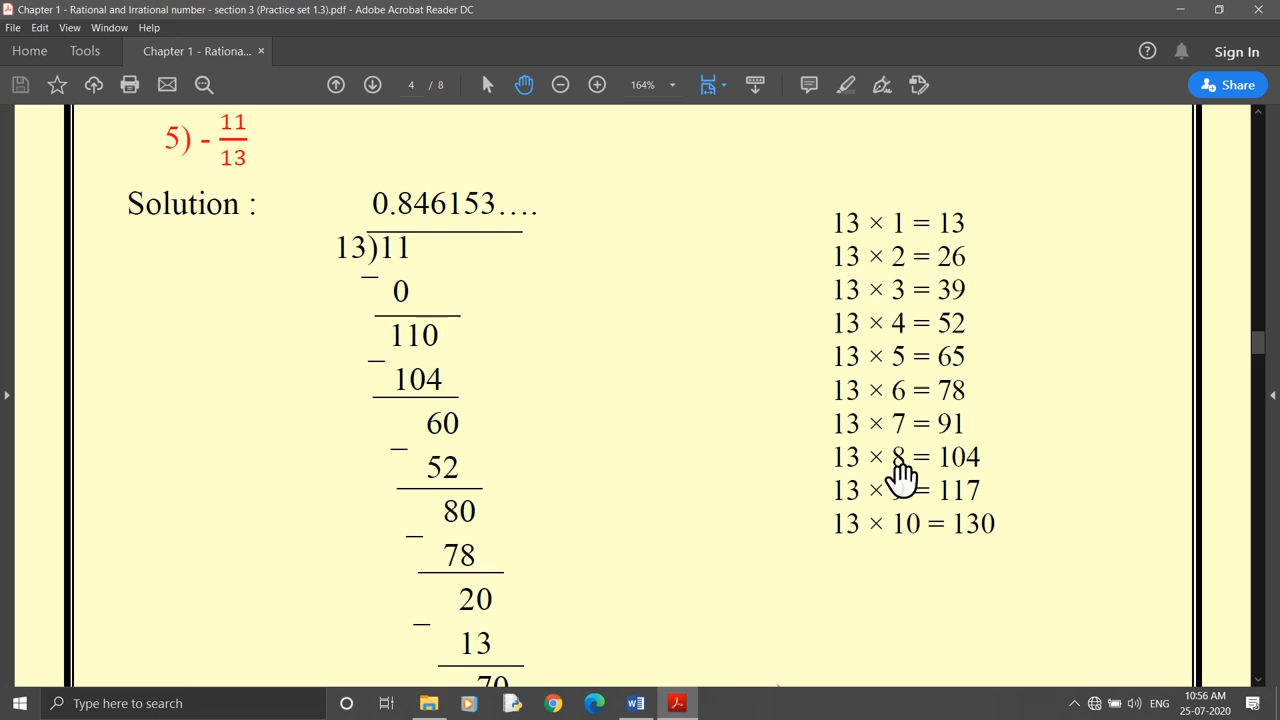 Chapter 1 - Rational and Irrational number - section 3 (Practice set 1.3).pdf - Adobe Acrobat Reader DC
File Edit View Window Help
Home Tools Chapter 1 - Rationa... × Sign In
4 / 8 164% Share
5) - 11/13
Solution :
0.846153....
13)11
− 0
110
− 104
60
− 52
80
− 78
20
− 13
70
13 × 1 = 13
13 × 2 = 26
13 × 3 = 39
13 × 4 = 52
13 × 5 = 65
13 × 6 = 78
13 × 7 = 91
13 × 8 = 104
13 × = 117
13 × 10 = 130
Type here to search
ENG
10:56 AM
25-07-2020